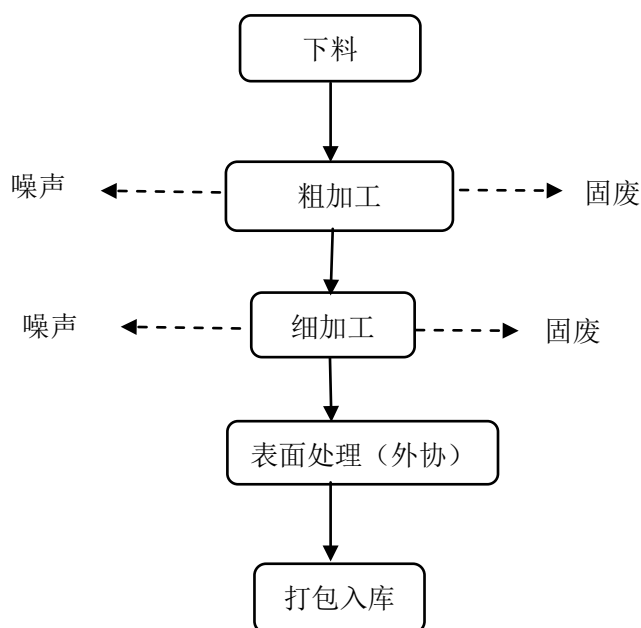 下料
噪声
粗加工
固废
噪声
细加工
固废
表面处理（外协）
打包入库